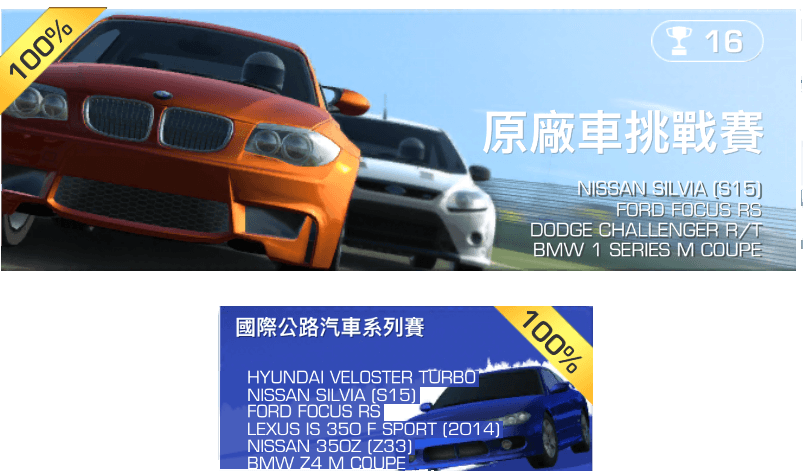 100%
16
原廠車挑戰賽
NISSAN SILVIA (S15)
FORD FOCUS RS
DODGE CHALLENGER R/T
BMW 1 SERIES M COUPE
國際公路汽車系列賽
100%
HYUNDAI VELOSTER TURBO
NISSAN SILVIA (S15)
FORD FOCUS RS
LEXUS IS 350 F SPORT (2014)
NISSAN 350Z (Z33)
BMW Z4 M COUPE